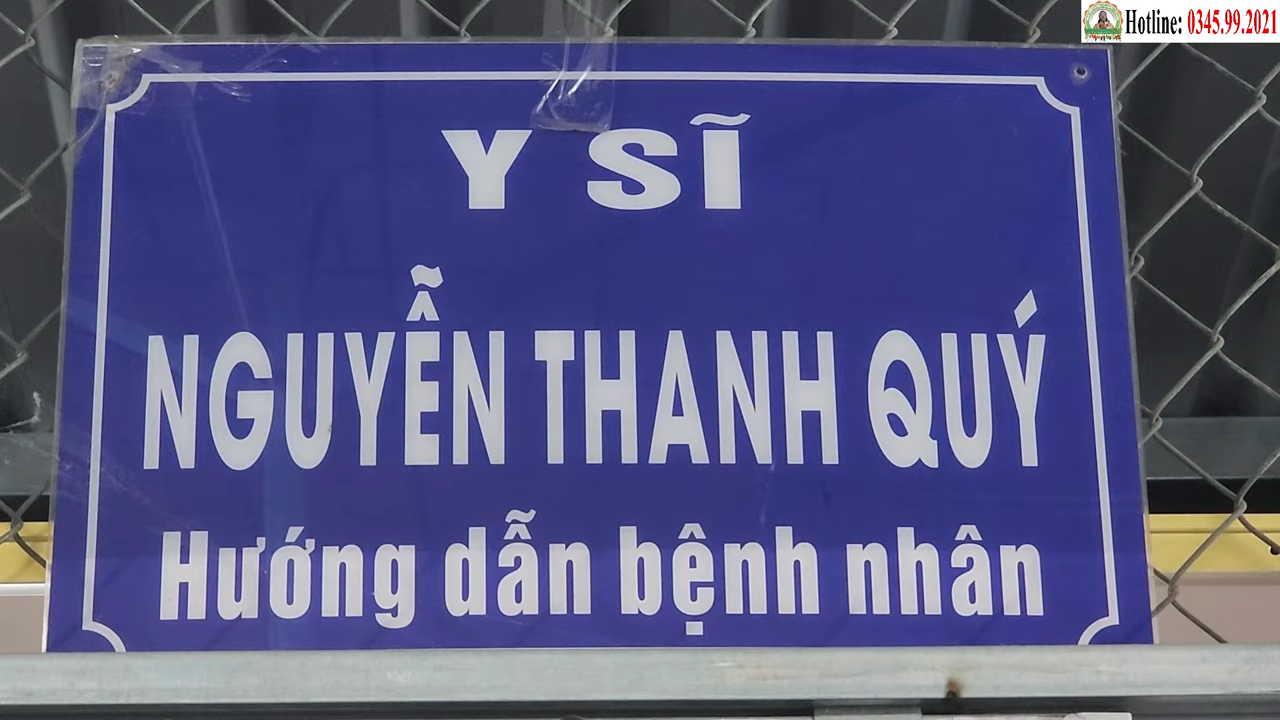 Hotline: 0345.99.2021
Y SĨ
NGUYỄN THANH QUÝ
Hướng dẫn bệnh nhân